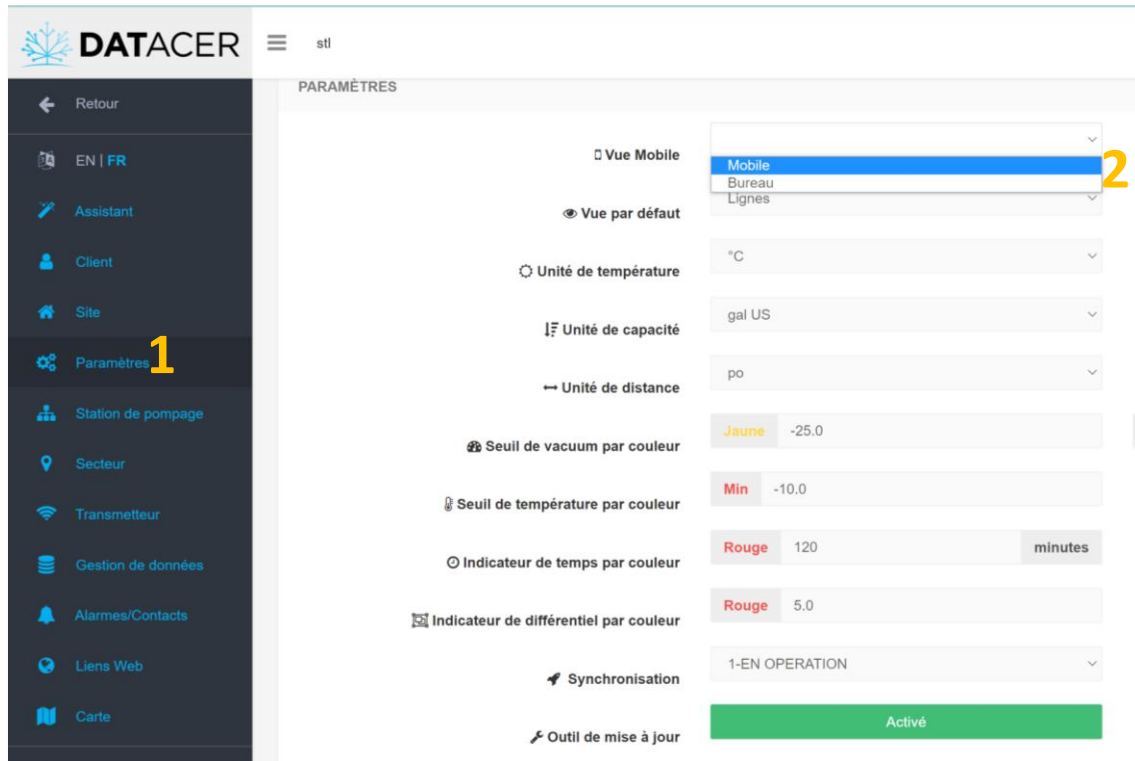 DATACER
stl
Retour
EN | FR
Assistant
Client
Site
Paramètres 1
Station de pompage
Secteur
Transmetteur
Gestion de données
Alarmes/Contacts
Liens Web
Carte
PARAMÈTRES
Vue Mobile
Mobile 2
Bureau
Vue par défaut Lignes
Unité de température °C
Unité de capacité gal US
Unité de distance po
Seuil de vacuum par couleur Jaune -25.0
Seuil de température par couleur Min -10.0
Indicateur de temps par couleur Rouge 120 minutes
Indicateur de différentiel par couleur Rouge 5.0
Synchronisation 1-EN OPERATION
Outil de mise à jour Activé